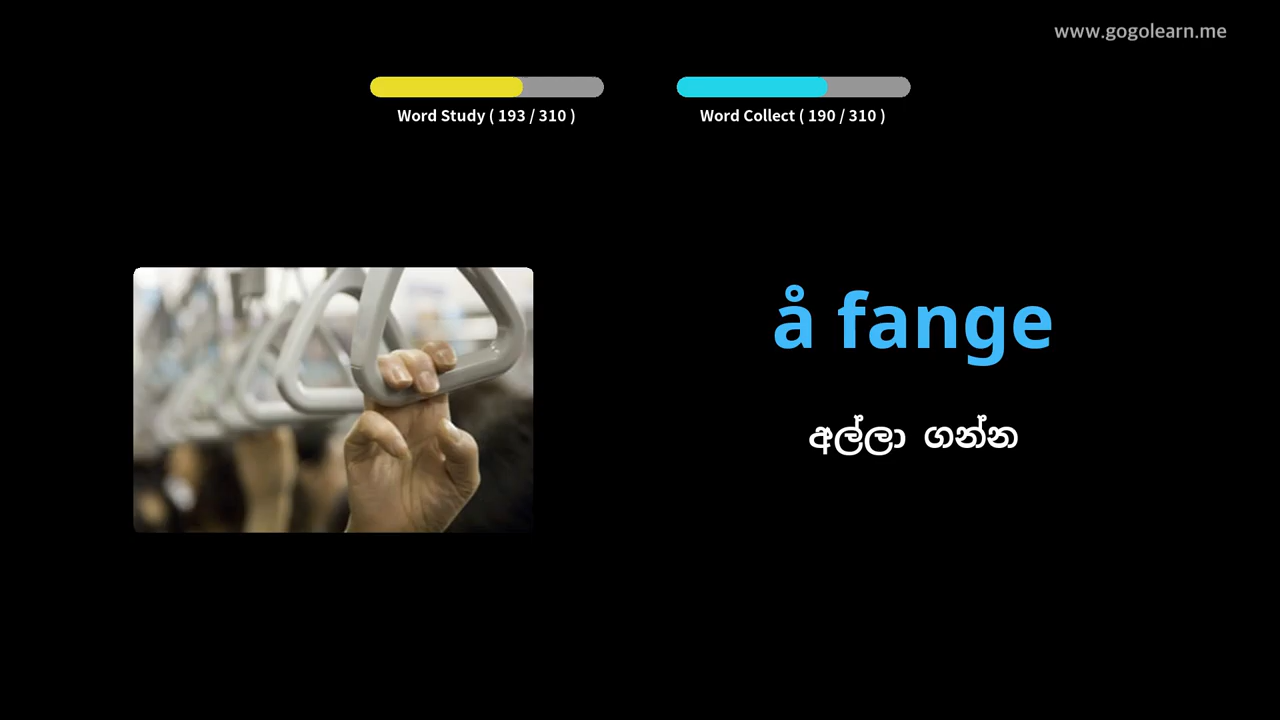 www.gogolearn.me
Word Study ( 193 / 310 )
Word Collect ( 190 / 310 )
å fange
අල්ලා ගන්න